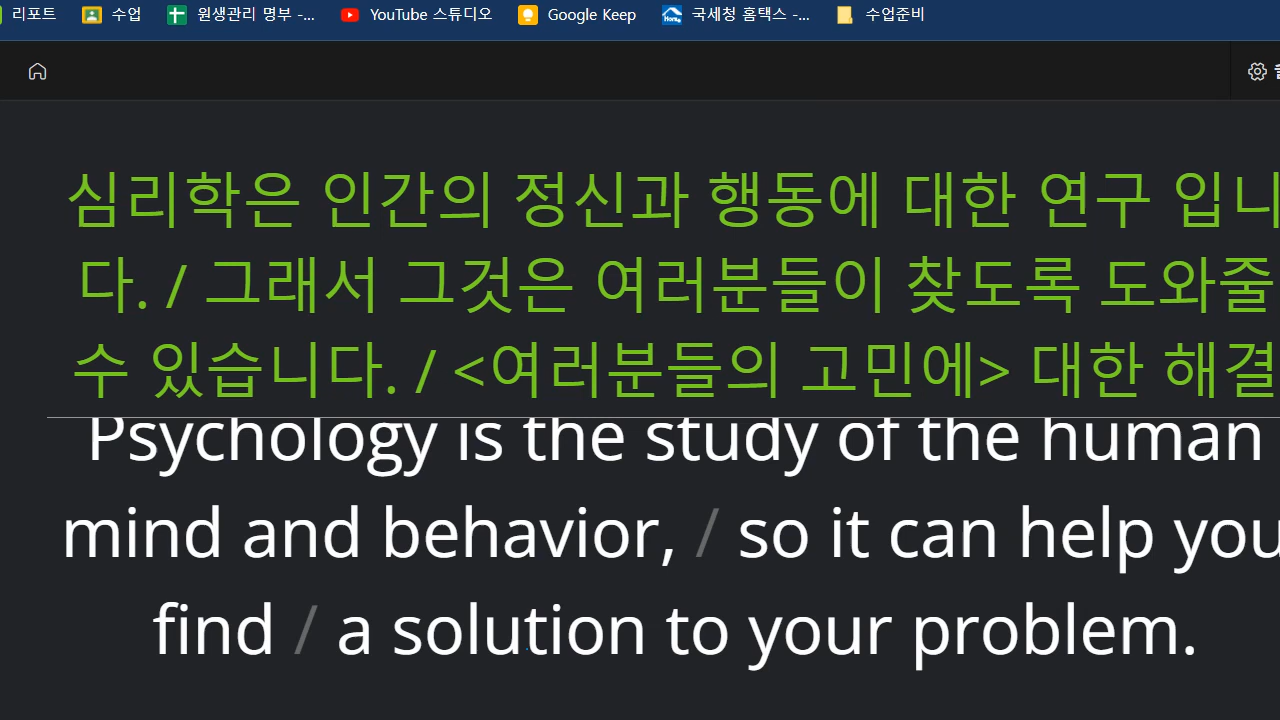 리포트 수업 원생관리 명부 -... YouTube 스튜디오 Google Keep 국세청 홈택스 -... 수업준비
심리학은 인간의 정신과 행동에 대한 연구 입니
다. / 그래서 그것은 여러분들이 찾도록 도와줄
수 있습니다. / <여러분들의 고민에> 대한 해결
Psychology is the study of the human
mind and behavior, / so it can help you
find / a solution to your problem.